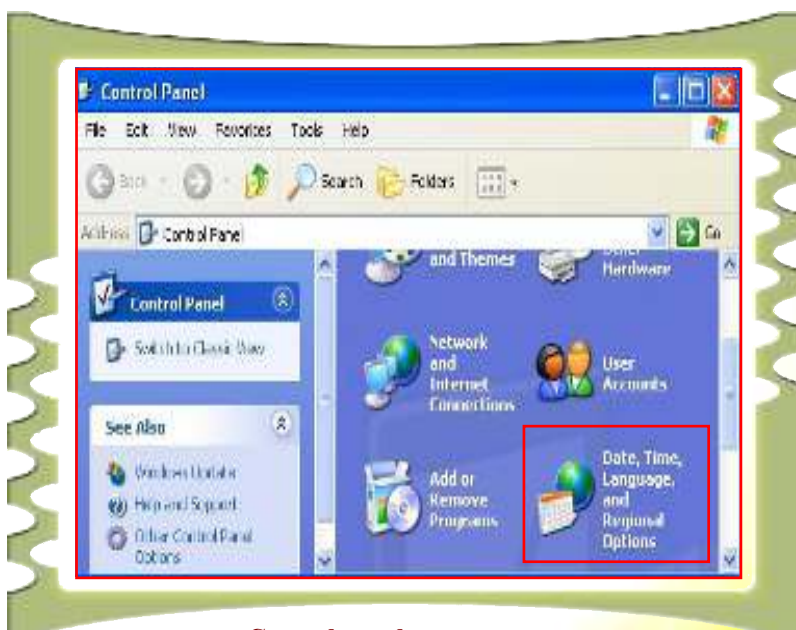 Control Panel
File Edit View Favorites Tools Help
Back Search Folders
Address Control Panel Go
and Themes
Hardware
Control Panel
Switch to Classic View
Network
and
Internet
Connections
User
Accounts
See Also
Windows Update
Help and Support
Other Control Panel
Options
Add or
Remove
Programs
Date, Time,
Language,
and
Regional
Options